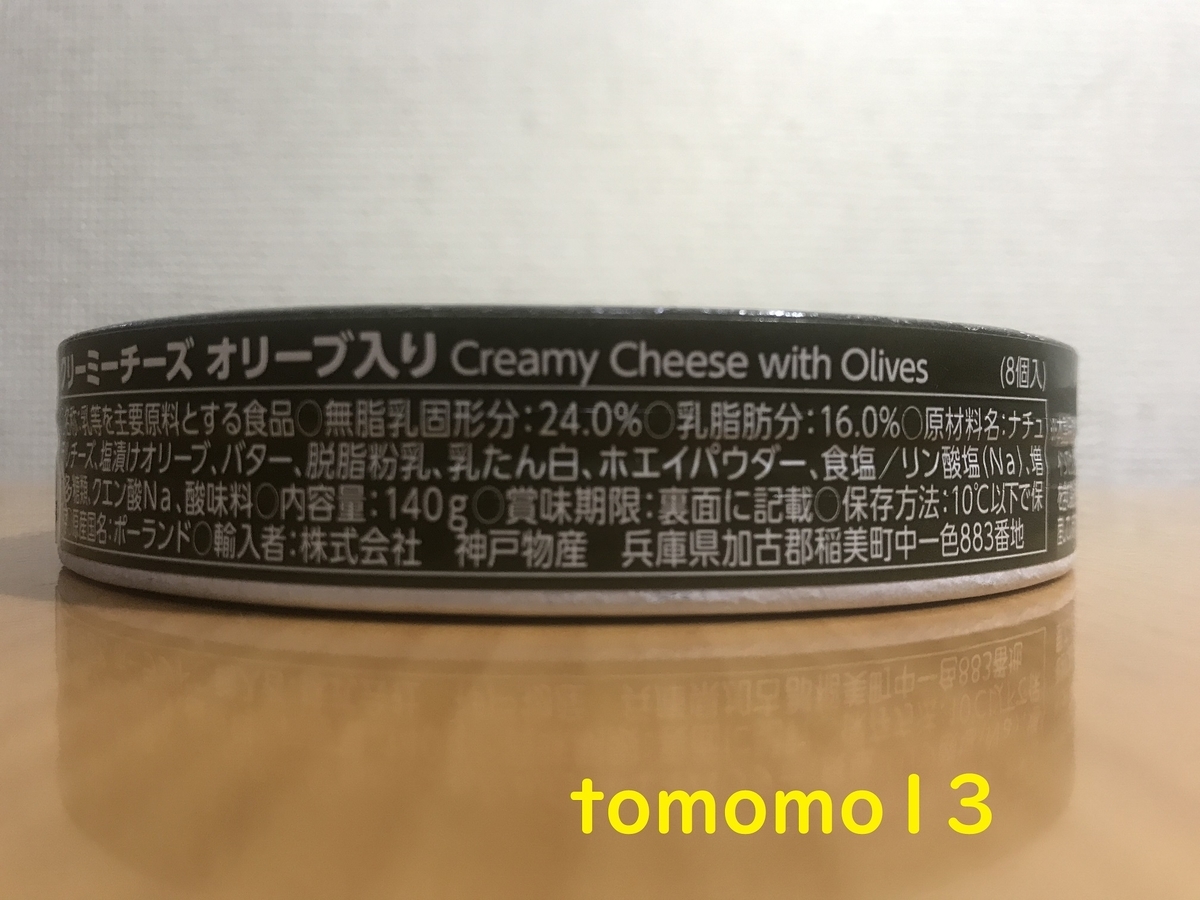 クリーミーチーズ オリーブ入り Creamy Cheese with Olives (8個入)
名称:乳等を主要原料とする食品○無脂乳固形分:24.0%○乳脂肪分:16.0%○原材料名:ナチュ
チーズ、塩漬けオリーブ、バター、脱脂粉乳、乳たん白、ホエイパウダー、食塩/リン酸塩(Na)、増
多糖類、クエン酸Na、酸味料○内容量:140g○賞味期限:裏面に記載○保存方法:10℃以下で保
原産国名:ポーランド○輸入者:株式会社 神戸物産 兵庫県加古郡稲美町中一色883番地
tomomo13